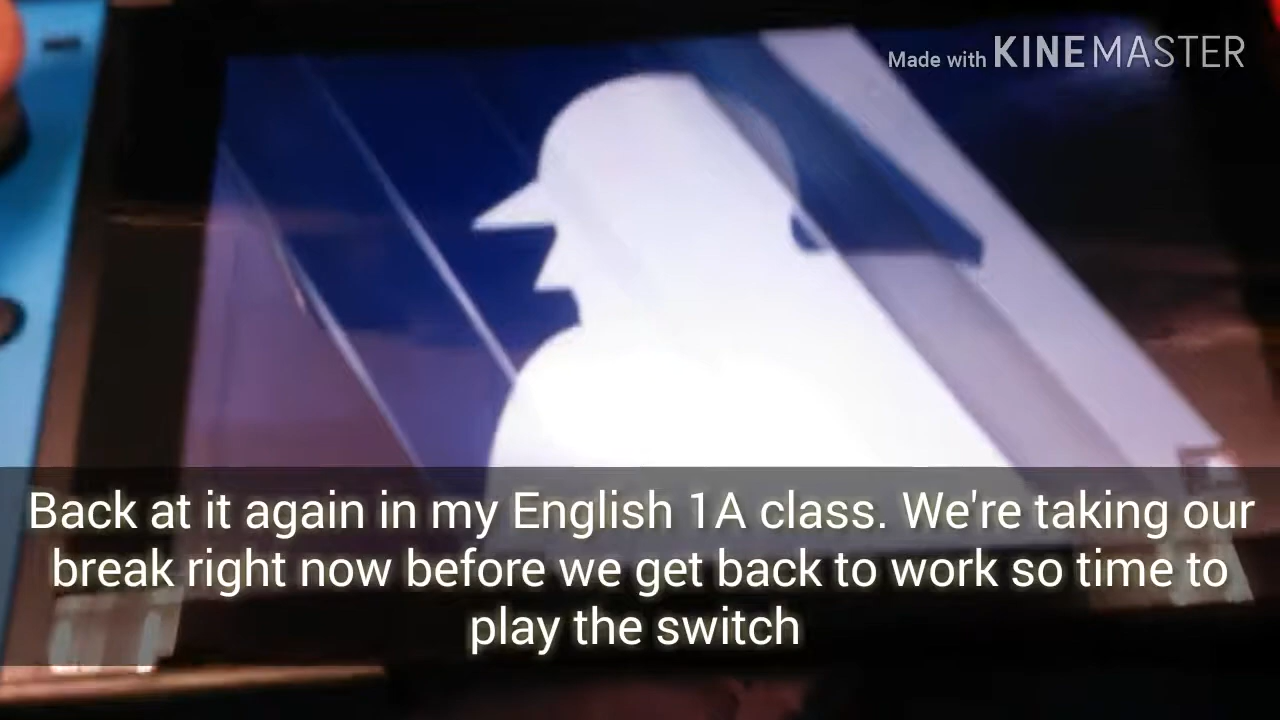 Made with KINEMASTER
Back at it again in my English 1A class. We're taking our
break right now before we get back to work so time to
play the switch